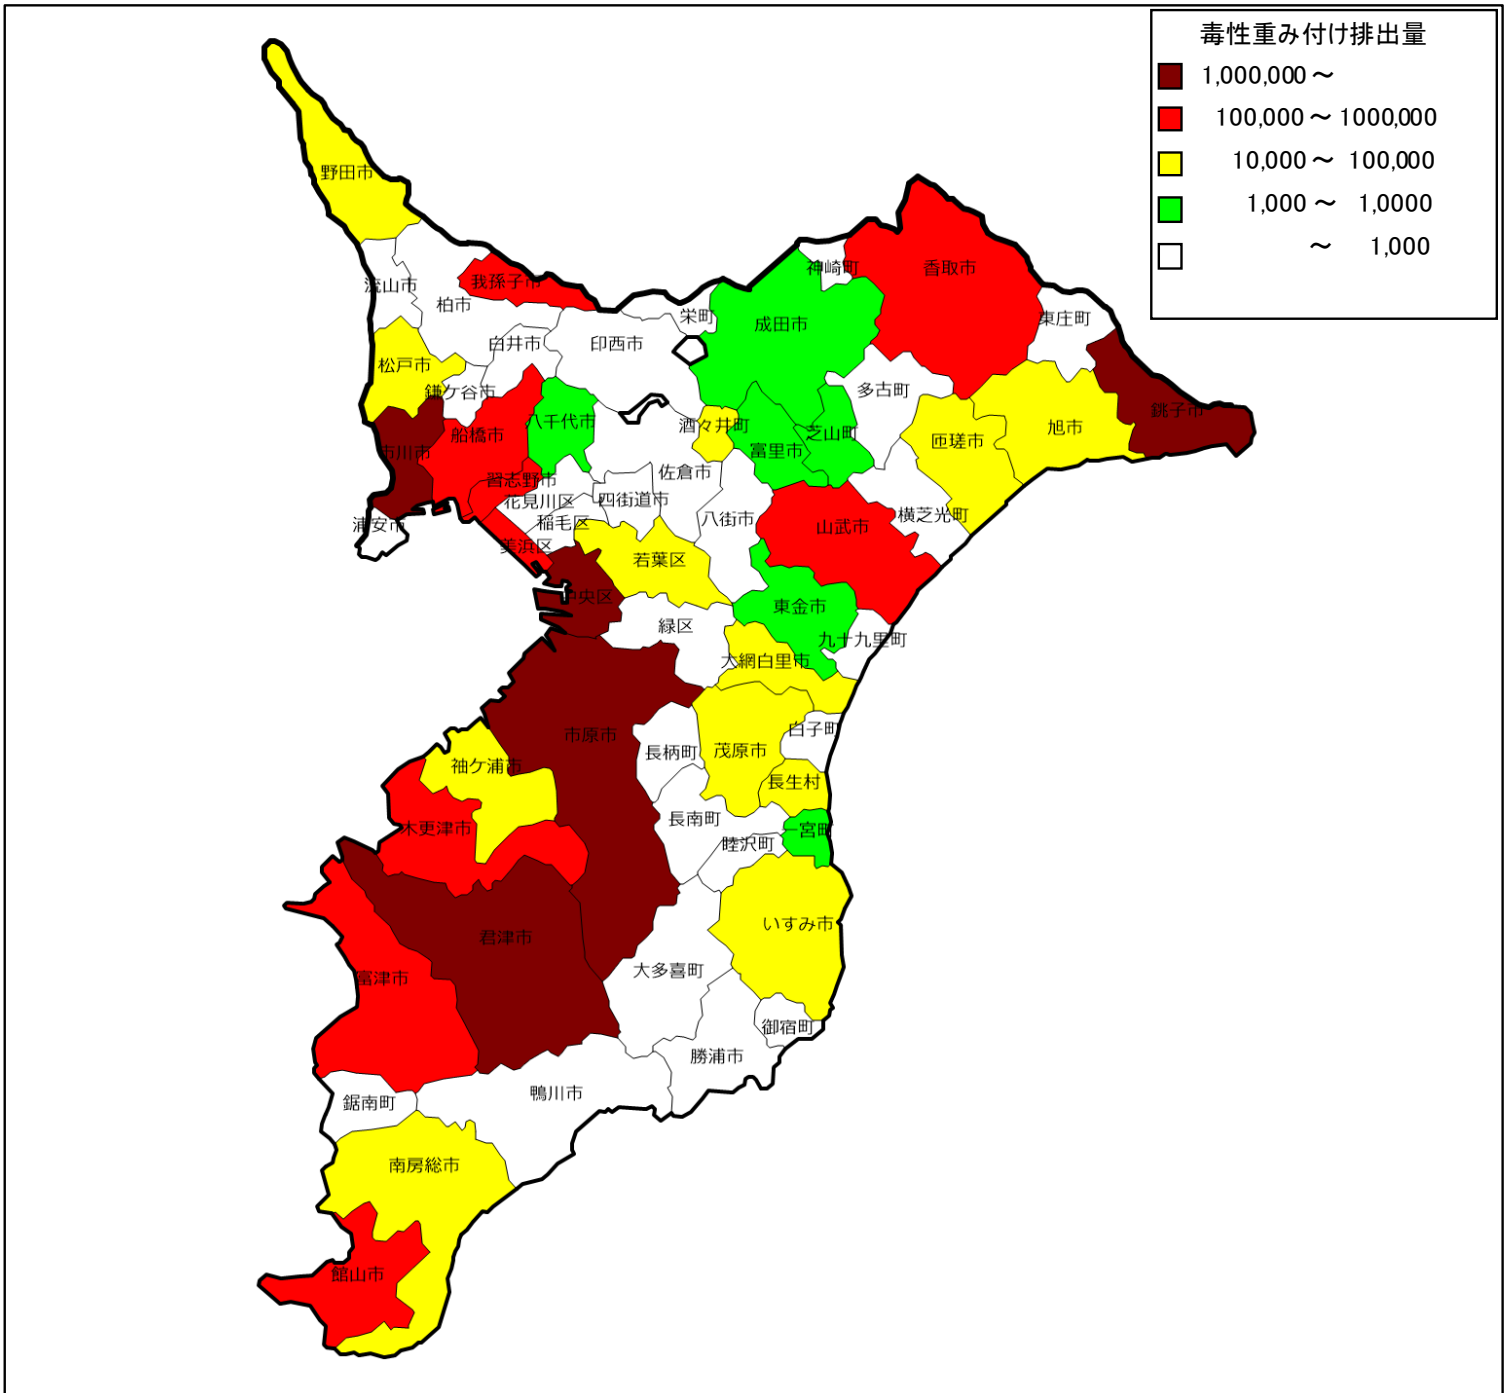 毒性重み付け排出量
1,000,000～
100,000～1000,000
10,000～ 100,000
1,000～ 1,0000
～ 1,000
野田市
流山市
柏市
我孫子市
神崎町
香取市
東庄町
銚子市
栄町
成田市
印西市
白井市
松戸市
鎌ケ谷市
多古町
市川市
船橋市
八千代市
酒々井町
富里市
芝山町
匝瑳市
旭市
習志野市
佐倉市
花見川区
四街道市
稲毛区
八街市
横芝光町
浦安市
美浜区
山武市
若葉区
中央区
東金市
緑区
九十九里町
大網白里市
市原市
白子町
長柄町
茂原市
袖ケ浦市
長生村
長南町
木更津市
一宮町
睦沢町
いすみ市
君津市
大多喜町
富津市
御宿町
勝浦市
鴨川市
鋸南町
南房総市
館山市